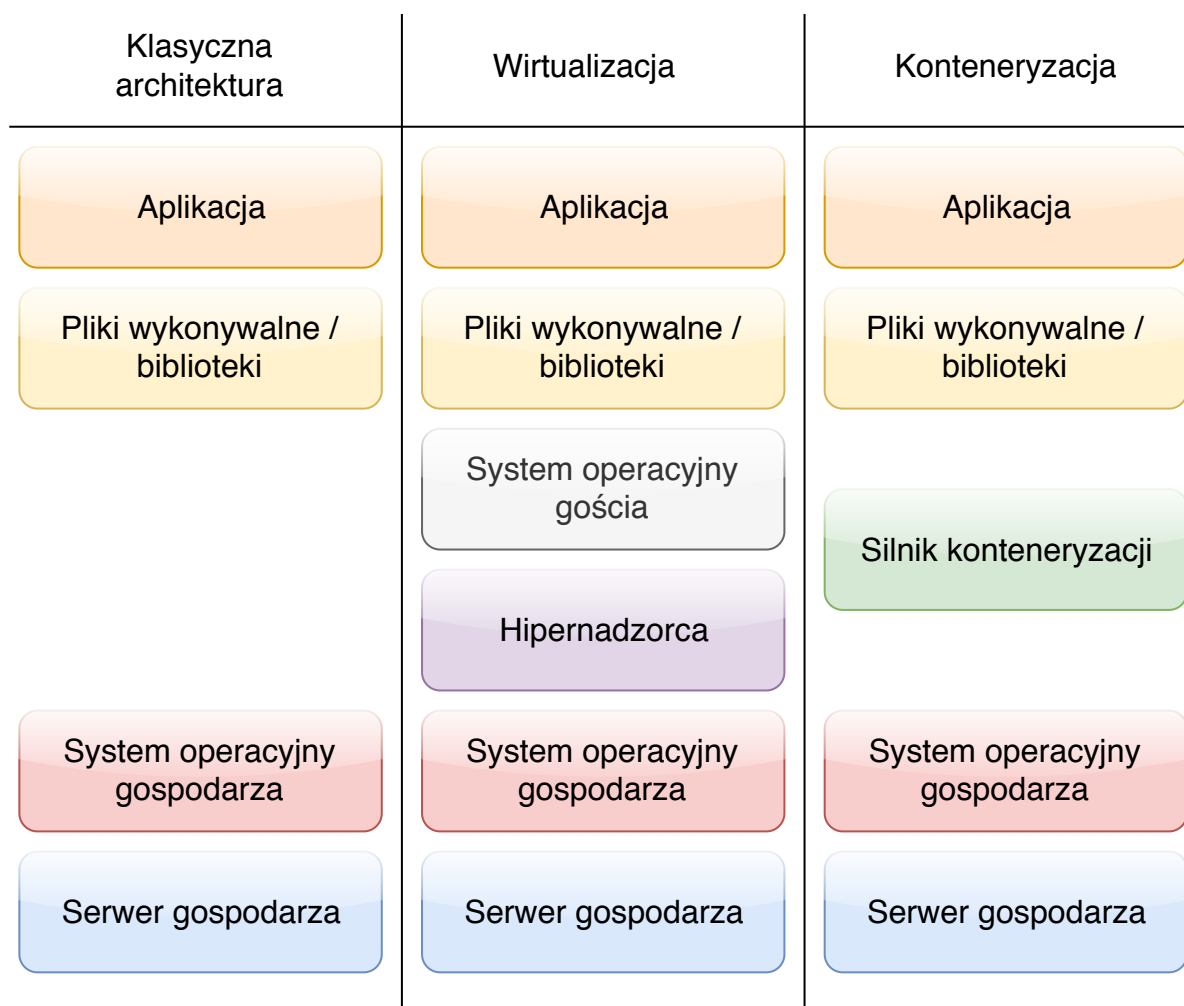 Klasyczna
architektura
Wirtualizacja
Konteneryzacja
Aplikacja
Aplikacja
Aplikacja
Pliki wykonywalne /
biblioteki
Pliki wykonywalne /
biblioteki
Pliki wykonywalne /
biblioteki
System operacyjny
gościa
Silnik konteneryzacji
Hipernadzorca
System operacyjny
gospodarza
System operacyjny
gospodarza
System operacyjny
gospodarza
Serwer gospodarza
Serwer gospodarza
Serwer gospodarza